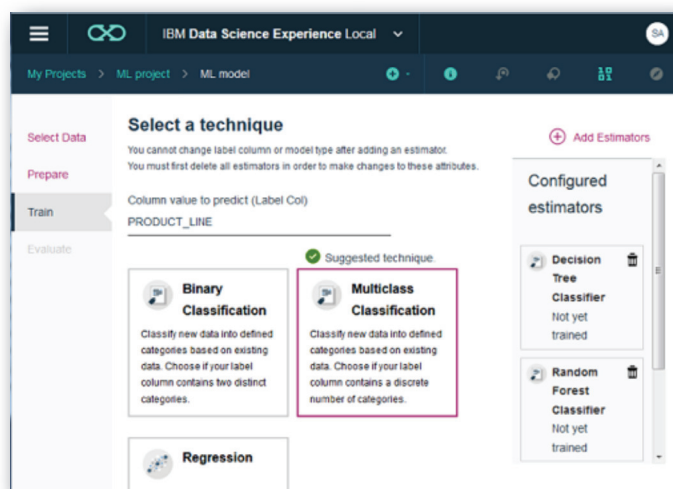 IBM Data Science Experience Local
SA
My Projects > ML project > ML model
Select Data
Prepare
Train
Evaluate
Select a technique
You cannot change label column or model type after adding an estimator.
You must first delete all estimators in order to make changes to these attributes.
Column value to predict (Label Col)
PRODUCT_LINE
Suggested technique.
Binary
Classification
Classify new data into defined
categories based on existing
data. Choose if your label
column contains two distinct
categories.
Multiclass
Classification
Classify new data into defined
categories based on existing
data. Choose if your label
column contains a discrete
number of categories.
Regression
Add Estimators
Configured
estimators
Decision
Tree
Classifier
Not yet
trained
Random
Forest
Classifier
Not yet
trained